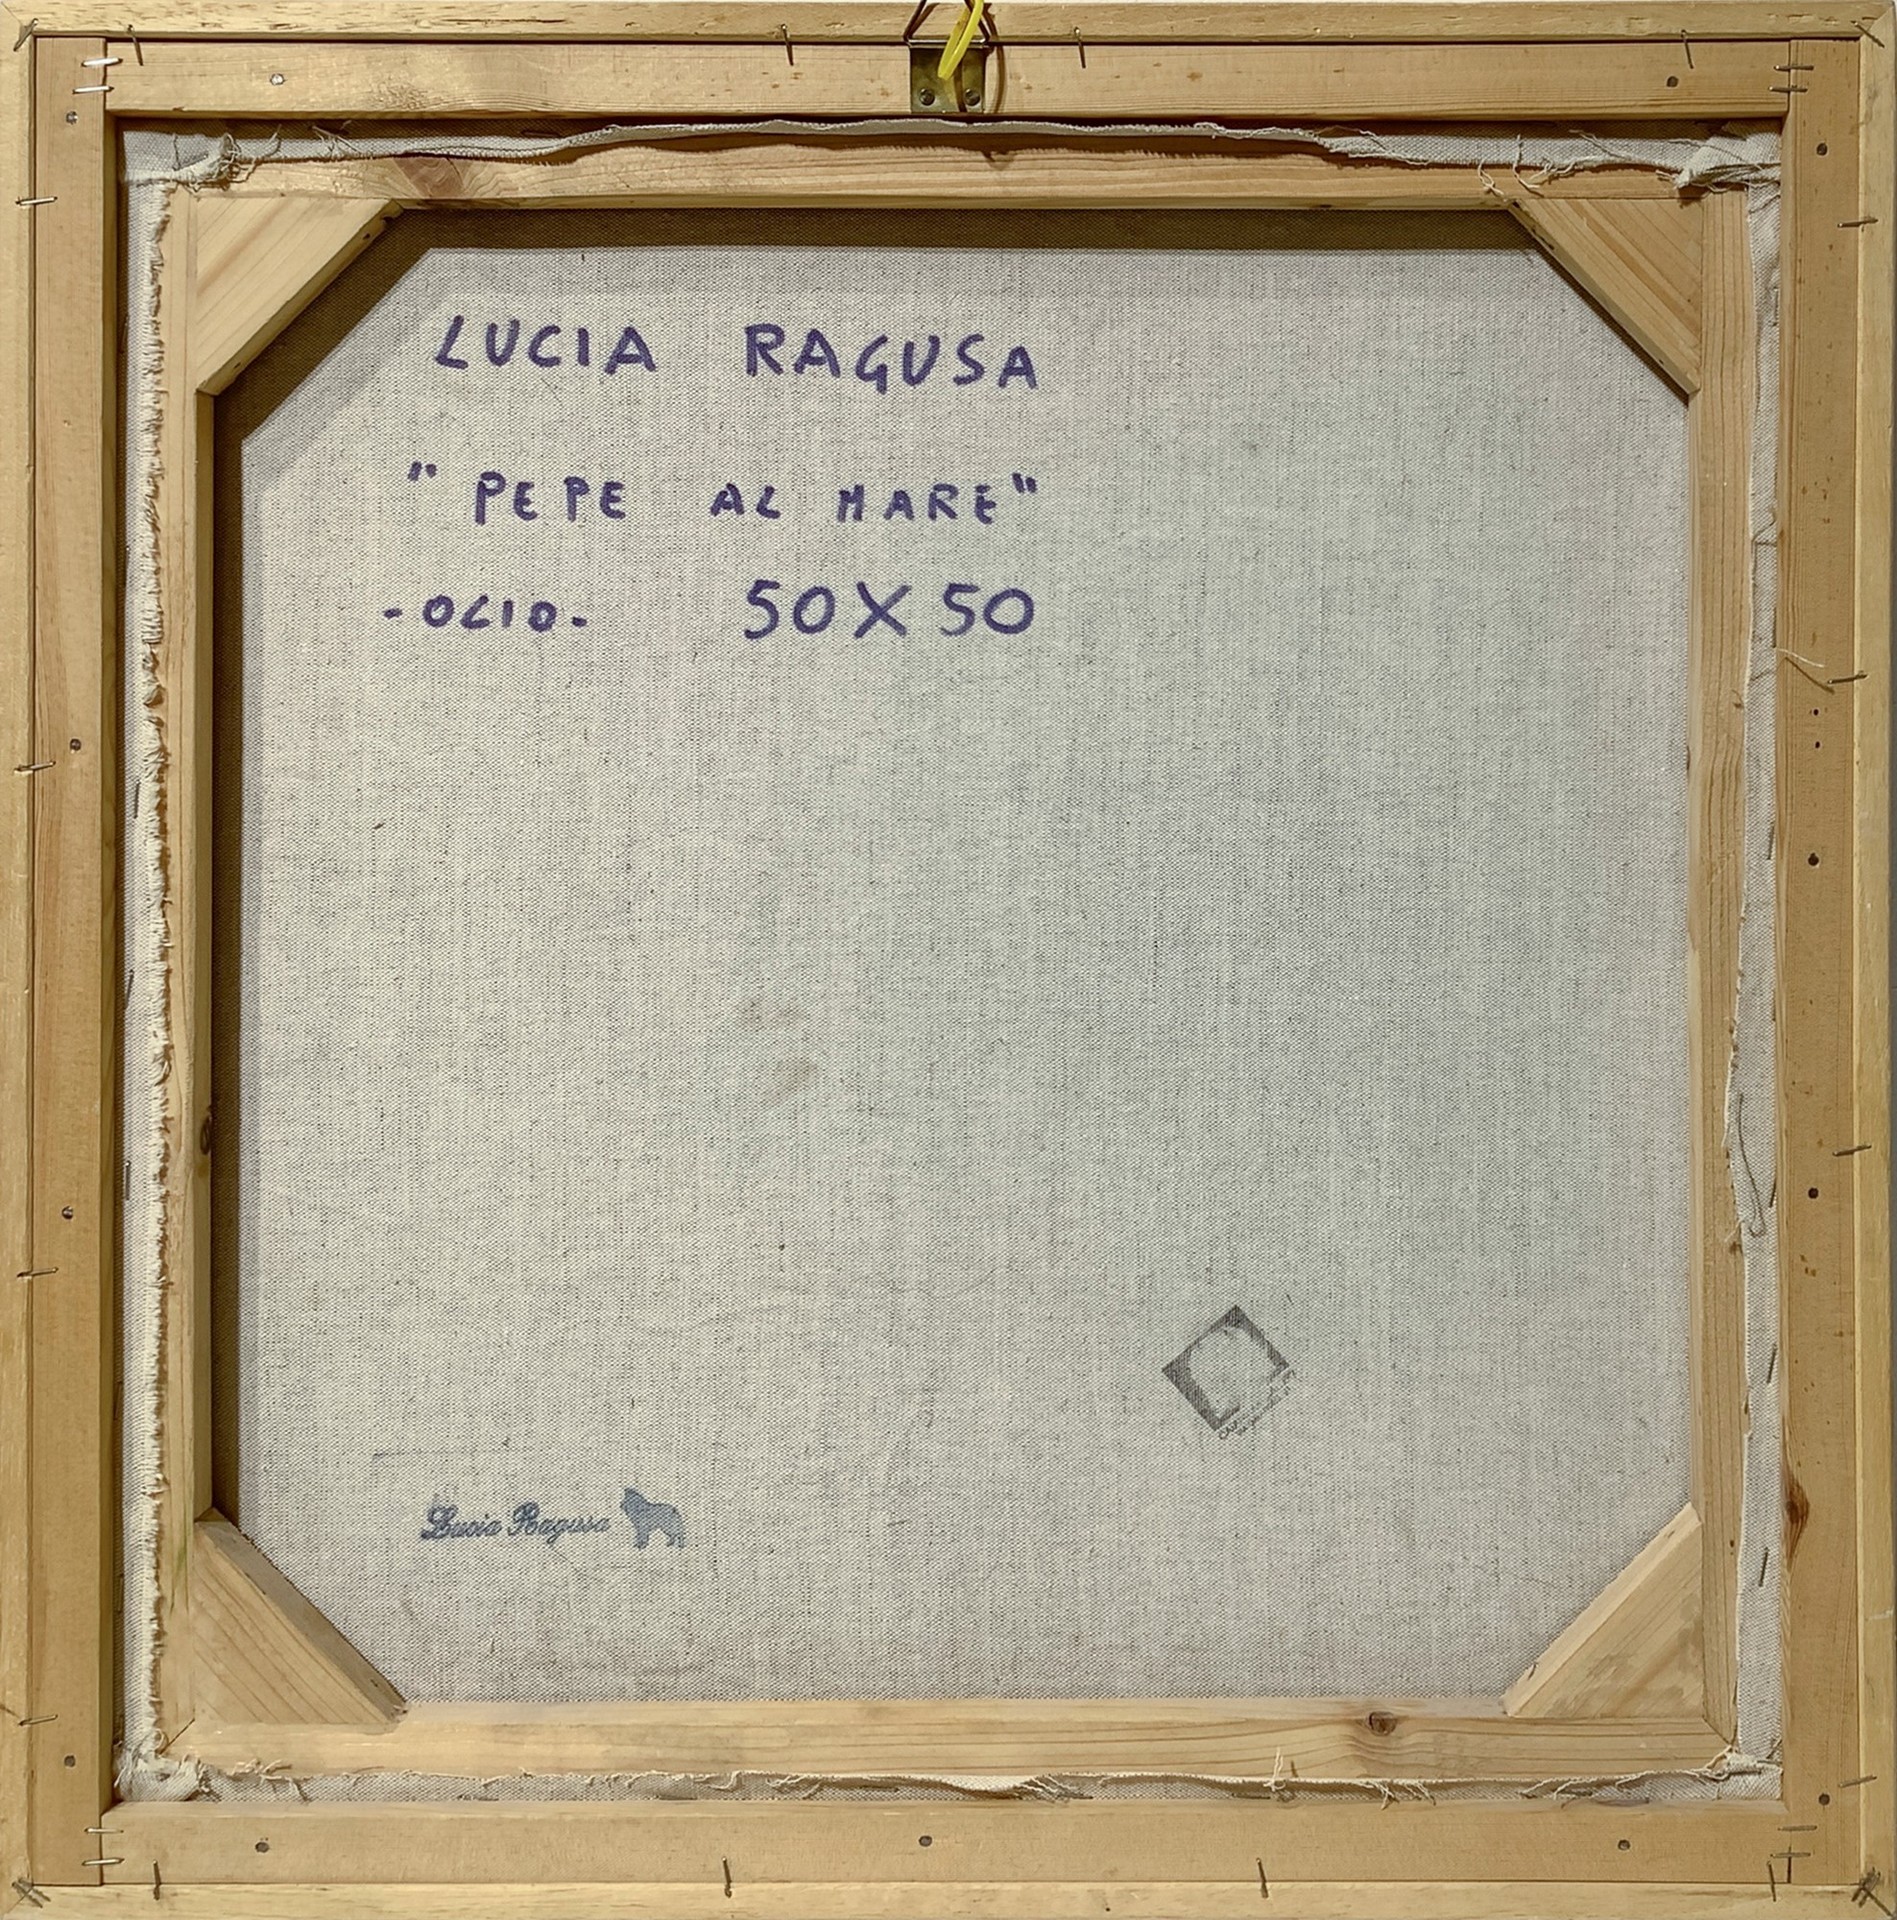 LUCIA RAGUSA
" PEPE AL MARE"
-OLIO- 50X50
Lucia Ragusa